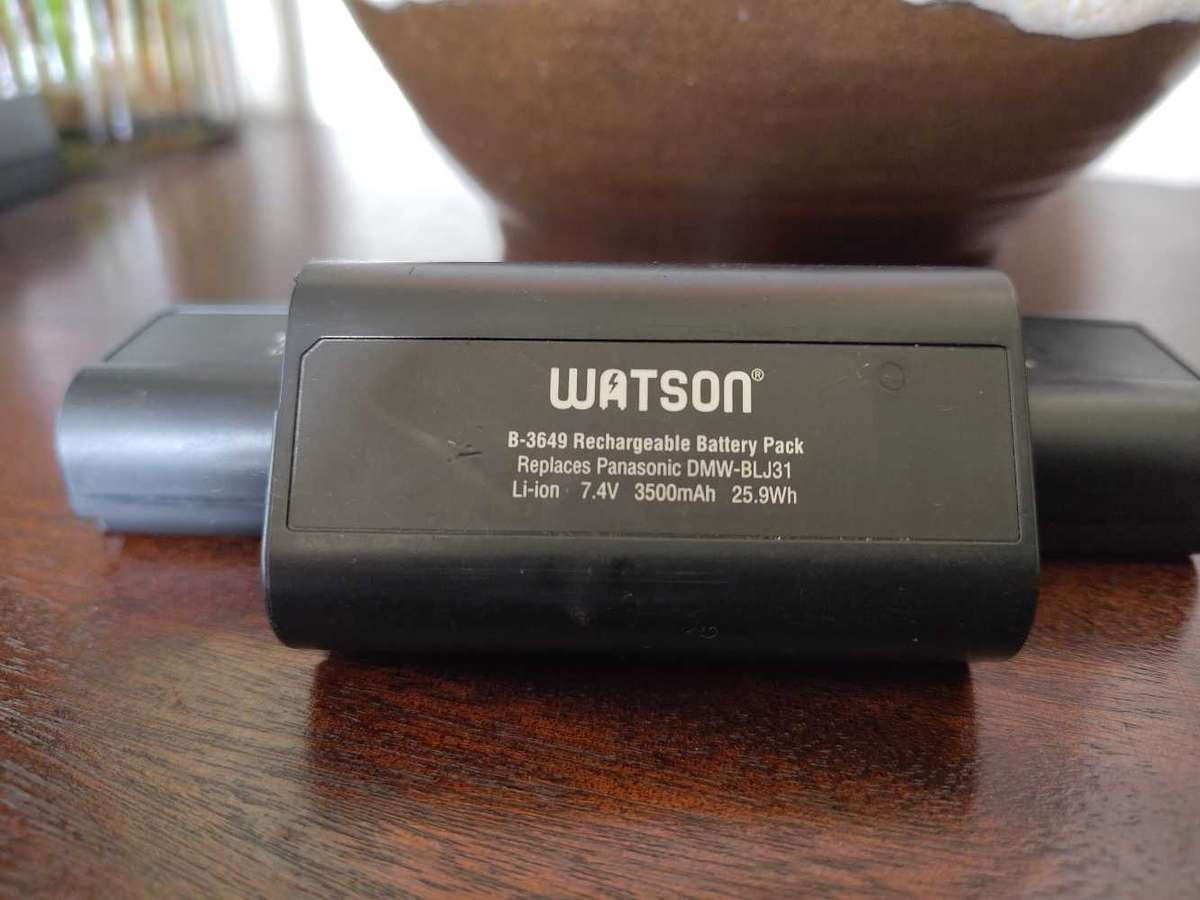 WATSON®
B-3649 Rechargeable Battery Pack
Replaces Panasonic DMW-BLJ31
Li-ion 7.4V 3500mAh 25.9Wh